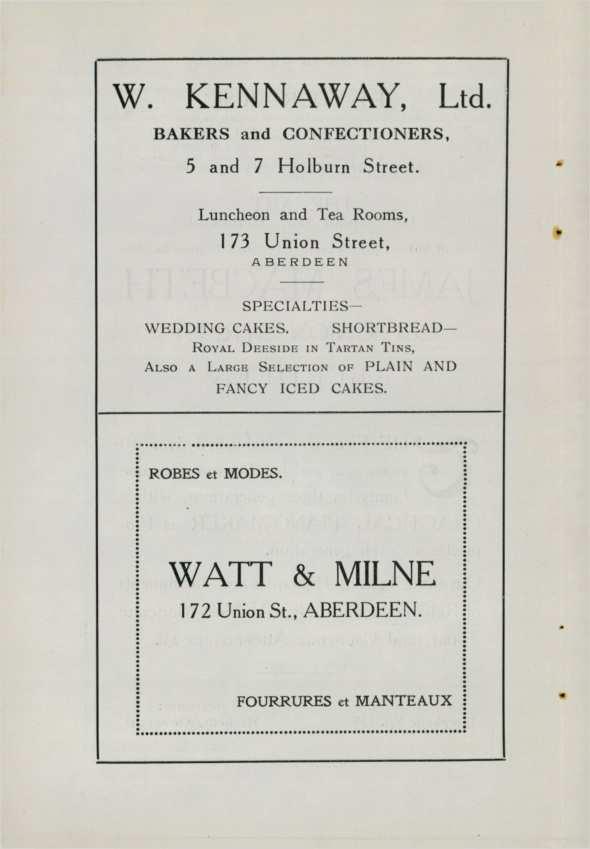 W. KENNAWAY, Ltd.
BAKERS and CONFECTIONERS,
5 and 7 Holburn Street.
Luncheon and Tea Rooms,
173 Union Street,
ABERDEEN
SPECIALTIES—
WEDDING CAKES. SHORTBREAD—
ROYAL DEESIDE IN TARTAN TINS,
ALSO A LARGE SELECTION OF PLAIN AND
FANCY ICED CAKES.
ROBES et MODES.
WATT & MILNE
172 Union St., ABERDEEN.
FOURRURES et MANTEAUX